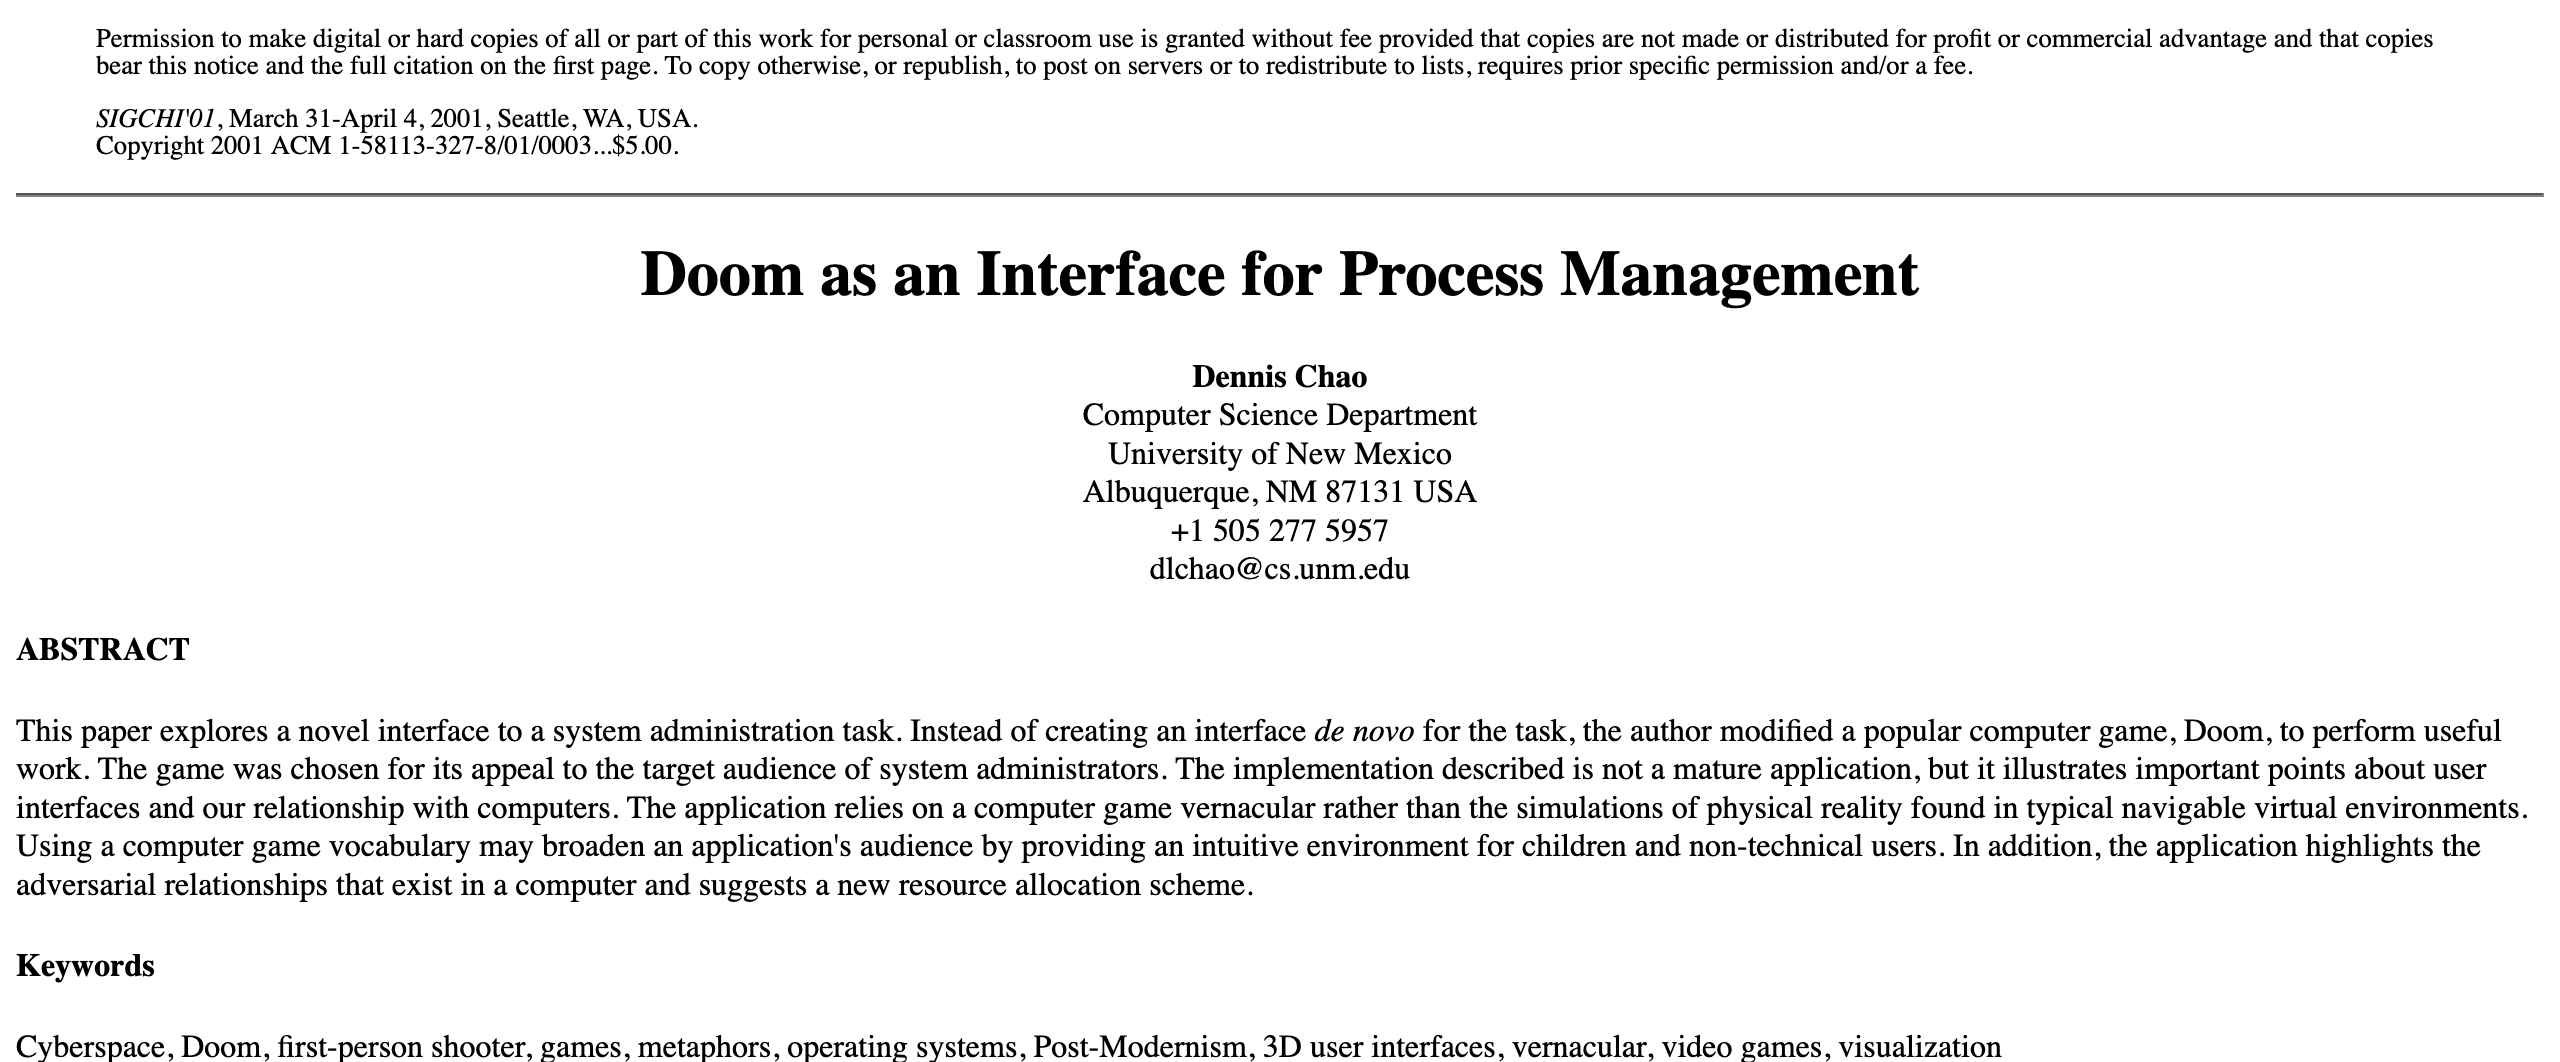 Permission to make digital or hard copies of all or part of this work for personal or classroom use is granted without fee provided that copies are not made or distributed for profit or commercial advantage and that copies
bear this notice and the full citation on the first page. To copy otherwise, or republish, to post on servers or to redistribute to lists, requires prior specific permission and/or a fee.
SIGCHI'01, March 31-April 4, 2001, Seattle, WA, USA.
Copyright 2001 ACM 1-58113-327-8/01/0003...$5.00.
Doom as an Interface for Process Management
Dennis Chao
Computer Science Department
University of New Mexico
Albuquerque, NM 87131 USA
+1 505 277 5957
dlchao@cs.unm.edu
ABSTRACT
This paper explores a novel interface to a system administration task. Instead of creating an interface de novo for the task, the author modified a popular computer game, Doom, to perform useful
work. The game was chosen for its appeal to the target audience of system administrators. The implementation described is not a mature application, but it illustrates important points about user
interfaces and our relationship with computers. The application relies on a computer game vernacular rather than the simulations of physical reality found in typical navigable virtual environments.
Using a computer game vocabulary may broaden an application's audience by providing an intuitive environment for children and non-technical users. In addition, the application highlights the
adversarial relationships that exist in a computer and suggests a new resource allocation scheme.
Keywords
Cyberspace, Doom, first-person shooter, games, metaphors, operating systems, Post-Modernism, 3D user interfaces, vernacular, video games, visualization